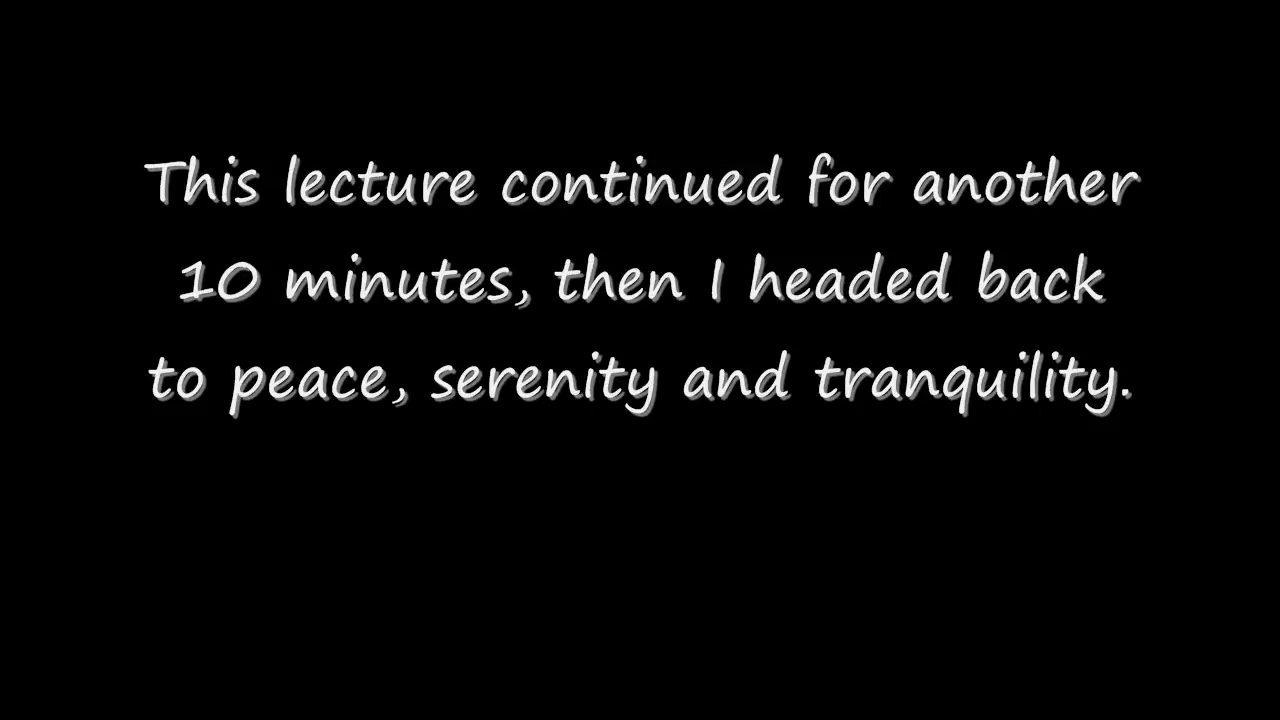 This lecture continued for another
10 minutes, then I headed back
to peace, serenity and tranquility.